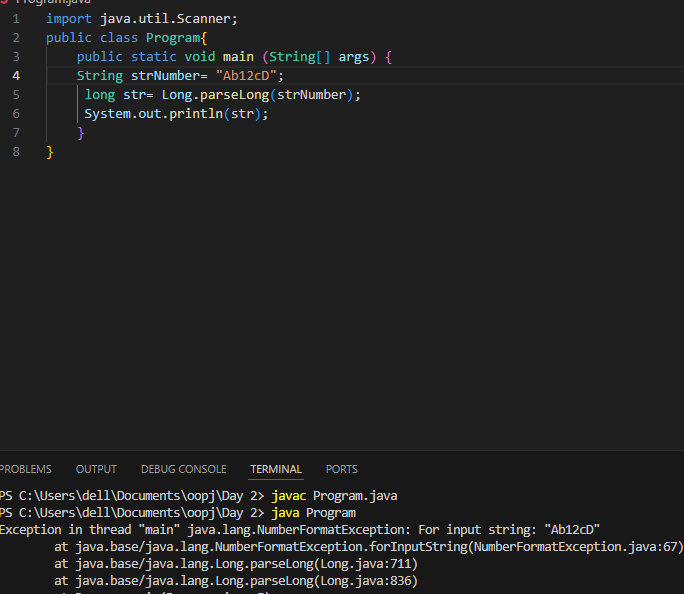 Program.java
1 import java.util.Scanner;
2 public class Program{
3 public static void main (String[] args) {
4 String strNumber= "Ab12cD";
5 long str= Long.parseLong(strNumber);
6 System.out.println(str);
7 }
8 }
PROBLEMS OUTPUT DEBUG CONSOLE TERMINAL PORTS
PS C:\Users\dell\Documents\oopj\Day 2> javac Program.java
PS C:\Users\dell\Documents\oopj\Day 2> java Program
Exception in thread "main" java.lang.NumberFormatException: For input string: "Ab12cD"
at java.base/java.lang.NumberFormatException.forInputString(NumberFormatException.java:67)
at java.base/java.lang.Long.parseLong(Long.java:711)
at java.base/java.lang.Long.parseLong(Long.java:836)